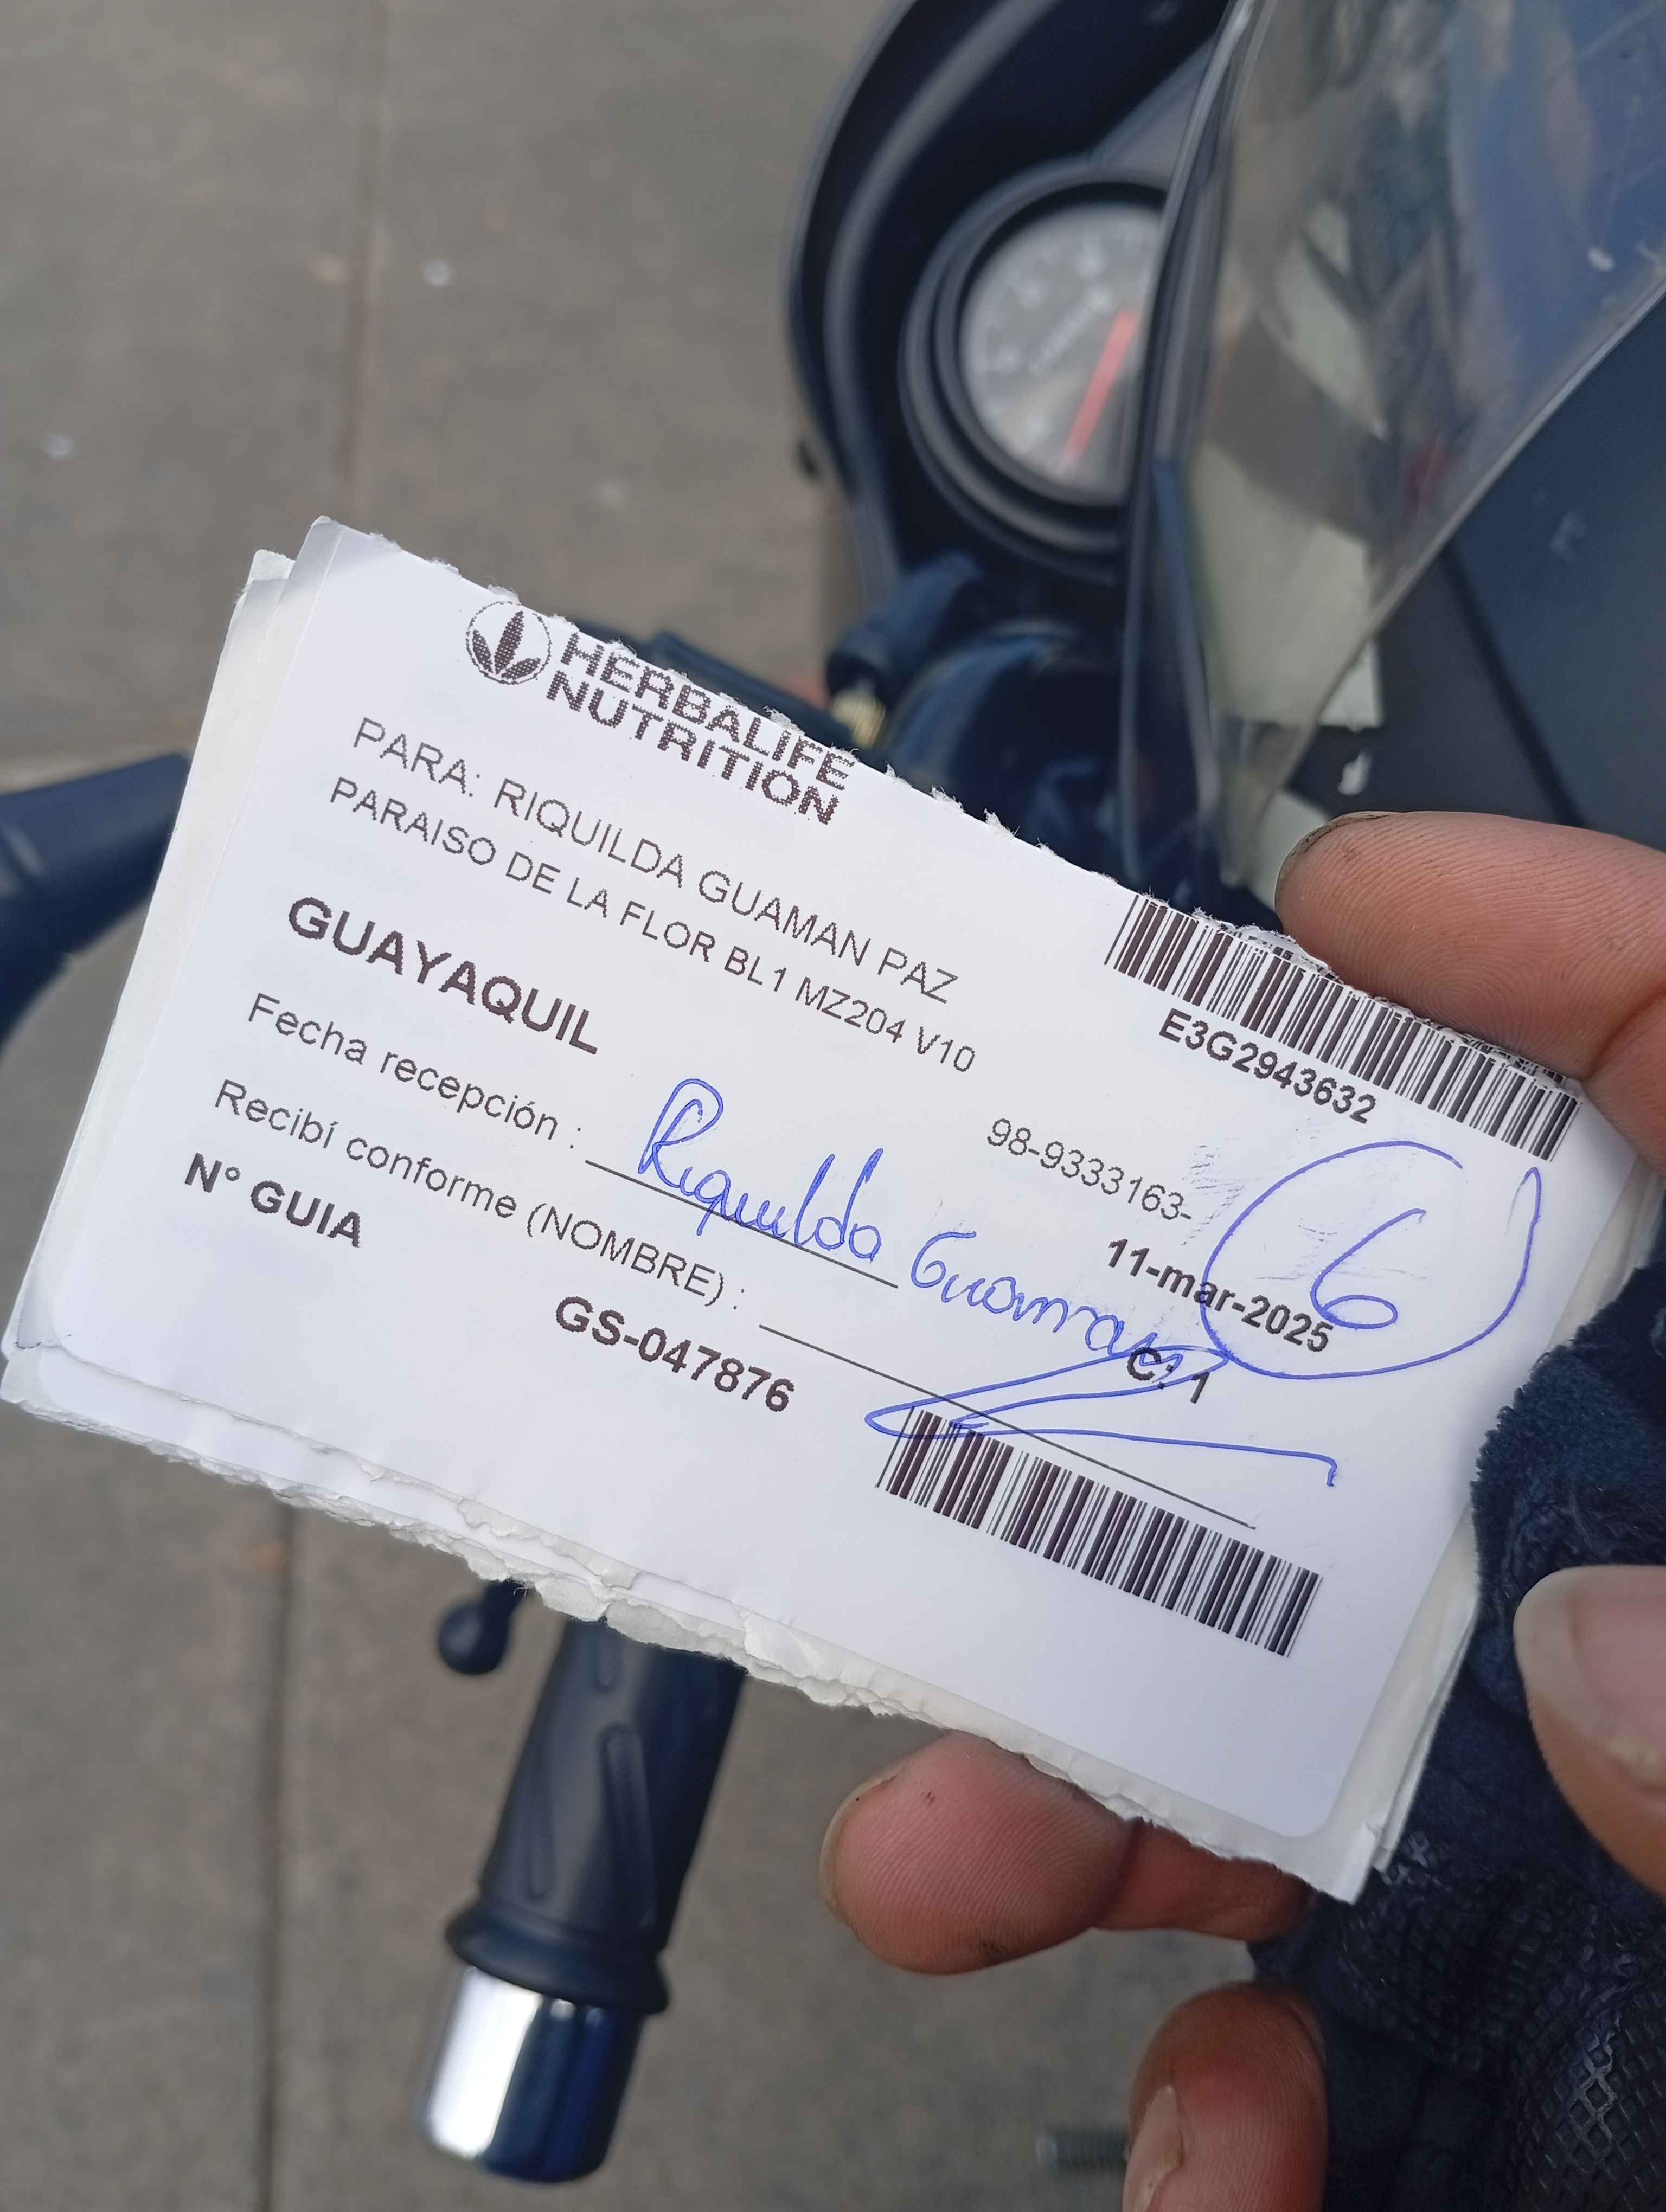 HERBALIFE
NUTRITION
PARA: RIQUILDA GUAMAN PAZ
PARAISO DE LA FLOR BL1 MZ204 V10
E3G2943632
GUAYAQUIL
98-9333163-
Fecha recepción : Riquilda Guaman
11-mar-2025
6
Recibí conforme (NOMBRE) :
C: 1
N° GUIA
GS-047876